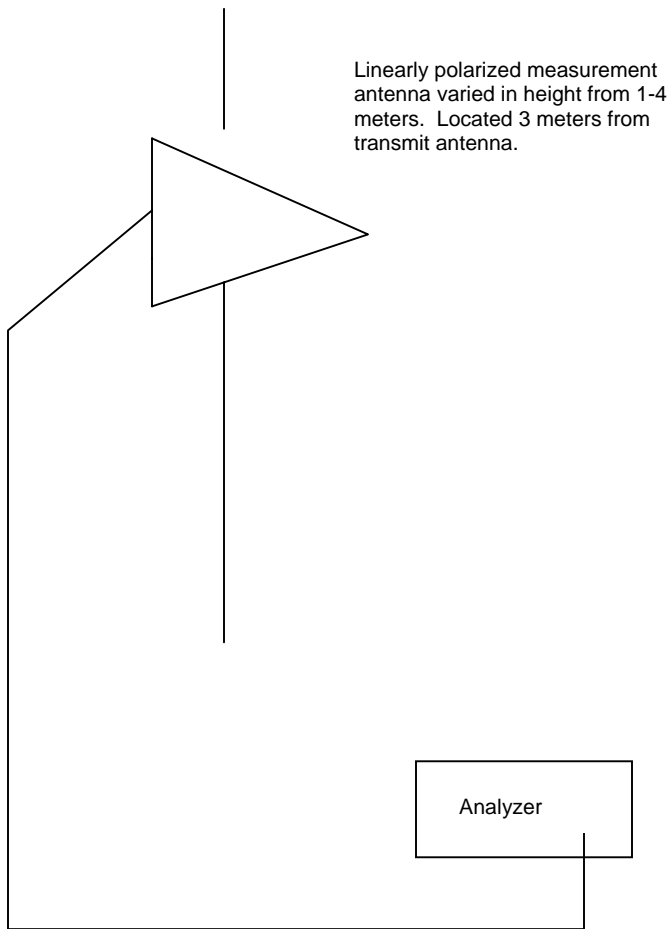 Linearly polarized measurement
antenna varied in height from 1-4
meters.  Located 3 meters from
transmit antenna.
Analyzer